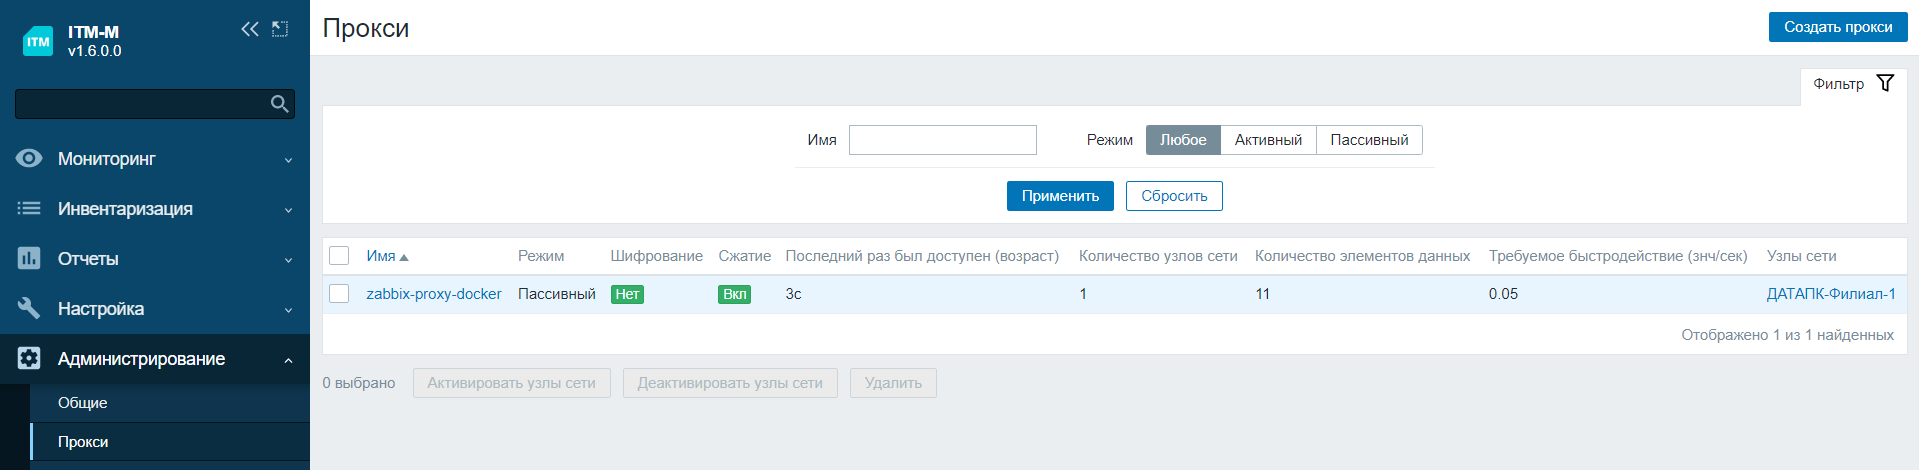 ITM
ITM-M
v1.6.0.0
Мониторинг
Инвентаризация
Отчеты
Настройка
Администрирование
Общие
Прокси
Прокси
Создать прокси
Фильтр
Имя Режим Любое Активный Пассивный
Применить Сбросить
Имя Режим Шифрование Сжатие Последний раз был доступен (возраст) Количество узлов сети Количество элементов данных Требуемое быстродействие (знч/сек) Узлы сети
zabbix-proxy-docker Пассивный Нет Вкл 3с 1 11 0.05 ДАТАПК-Филиал-1
Отображено 1 из 1 найденных
0 выбрано Активировать узлы сети Деактивировать узлы сети Удалить